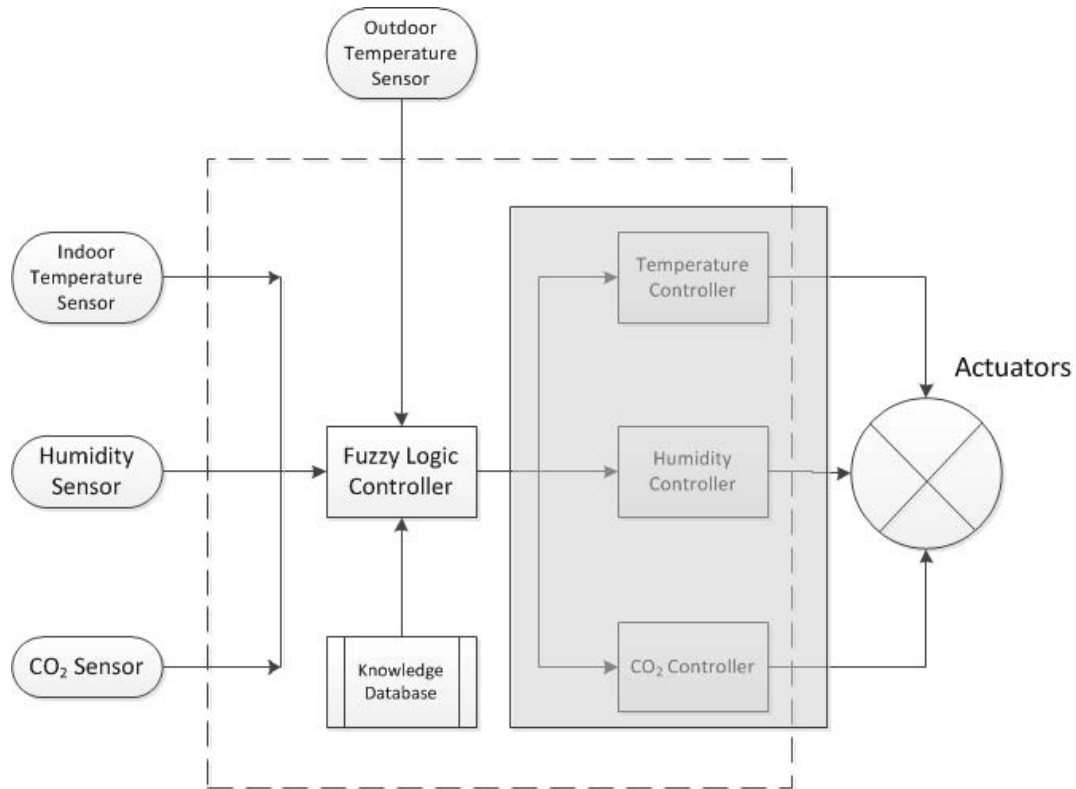 Outdoor
Temperature
Sensor
Indoor
Temperature
Sensor
Temperature
Controller
Actuators
Humidity
Sensor
Fuzzy Logic
Controller
Humidity
Controller
CO₂ Sensor
Knowledge
Database
CO₂ Controller